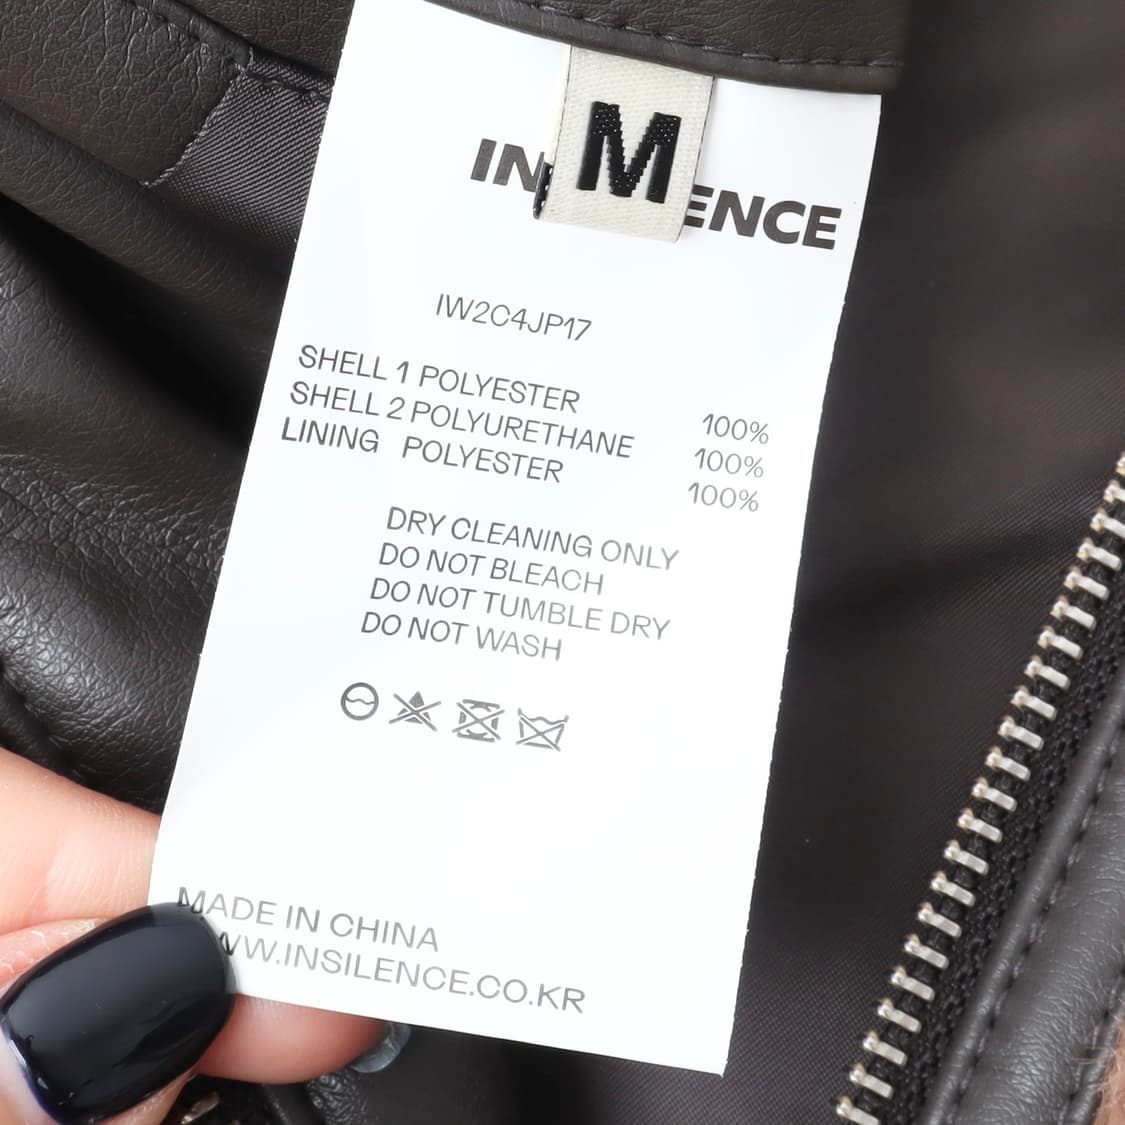 M
IN ENCE
IW2C4JP17
SHELL 1 POLYESTER 100%
SHELL 2 POLYURETHANE 100%
LINING POLYESTER 100%
DRY CLEANING ONLY
DO NOT BLEACH
DO NOT TUMBLE DRY
DO NOT WASH
MADE IN CHINA
WW.INSILENCE.CO.KR